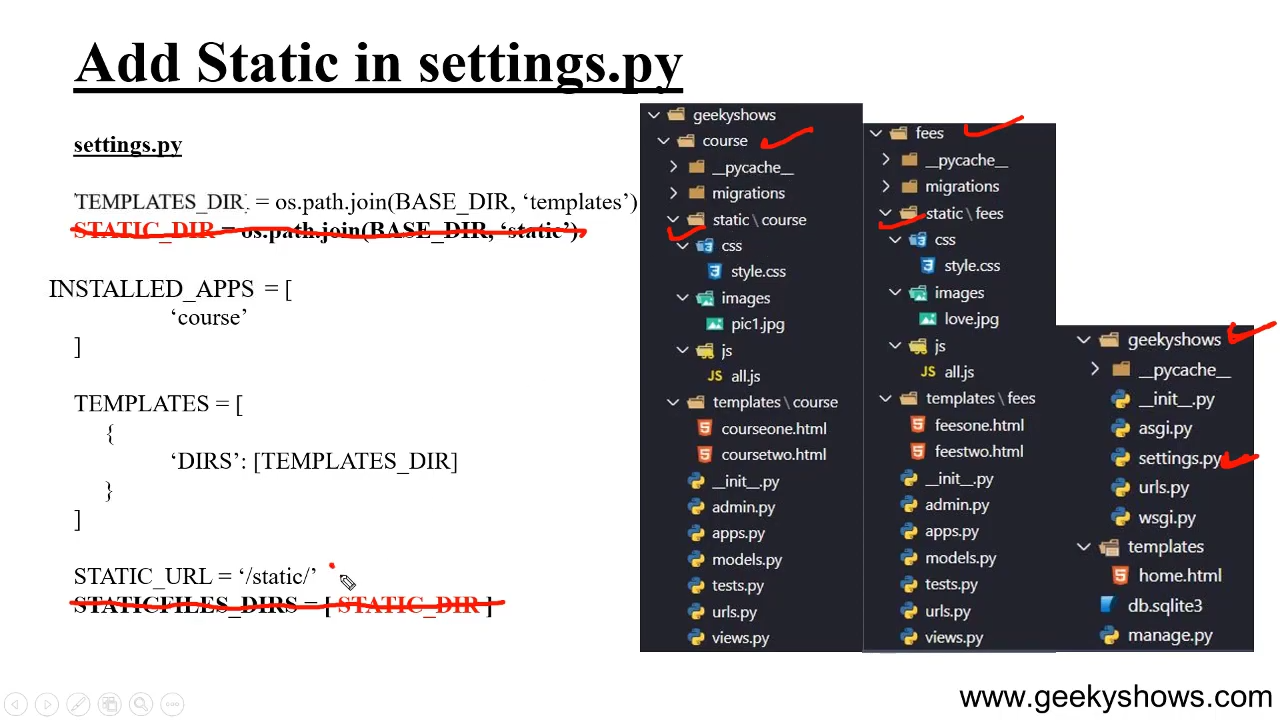 Add Static in settings.py
settings.py
TEMPLATES_DIR = os.path.join(BASE_DIR, ‘templates’)
STATIC_DIR = os.path.join(BASE_DIR, ‘static’)
INSTALLED_APPS = [
‘course’
]
TEMPLATES = [
{
‘DIRS’: [TEMPLATES_DIR]
}
]
STATIC_URL = ‘/static/’
STATICFILES_DIRS = [ STATIC_DIR ]
geekyshows
course
__pycache__
migrations
static \ course
css
style.css
images
pic1.jpg
js
JS all.js
templates \ course
courseone.html
coursetwo.html
__init__.py
admin.py
apps.py
models.py
tests.py
urls.py
views.py
fees
__pycache__
migrations
static \ fees
css
style.css
images
love.jpg
js
JS all.js
templates \ fees
feesone.html
feestwo.html
__init__.py
admin.py
apps.py
models.py
tests.py
urls.py
views.py
geekyshows
__pycache__
__init__.py
asgi.py
settings.py
urls.py
wsgi.py
templates
home.html
db.sqlite3
manage.py
www.geekyshows.com